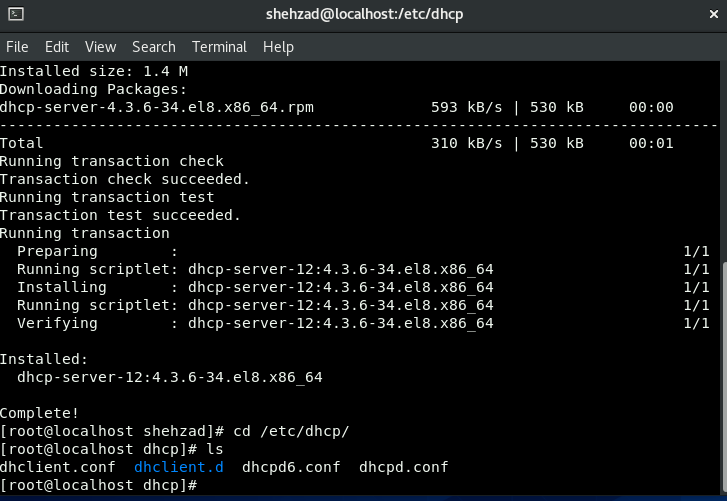 shehzad@localhost:/etc/dhcp
File Edit View Search Terminal Help
Installed size: 1.4 M
Downloading Packages:
dhcp-server-4.3.6-34.el8.x86_64.rpm 593 kB/s | 530 kB 00:00
--------------------------------------------------------------------------------
Total 310 kB/s | 530 kB 00:01
Running transaction check
Transaction check succeeded.
Running transaction test
Transaction test succeeded.
Running transaction
Preparing : 1/1
Running scriptlet: dhcp-server-12:4.3.6-34.el8.x86_64 1/1
Installing : dhcp-server-12:4.3.6-34.el8.x86_64 1/1
Running scriptlet: dhcp-server-12:4.3.6-34.el8.x86_64 1/1
Verifying : dhcp-server-12:4.3.6-34.el8.x86_64 1/1
Installed:
dhcp-server-12:4.3.6-34.el8.x86_64
Complete!
[root@localhost shehzad]# cd /etc/dhcp/
[root@localhost dhcp]# ls
dhclient.conf dhclient.d dhcpd6.conf dhcpd.conf
[root@localhost dhcp]#